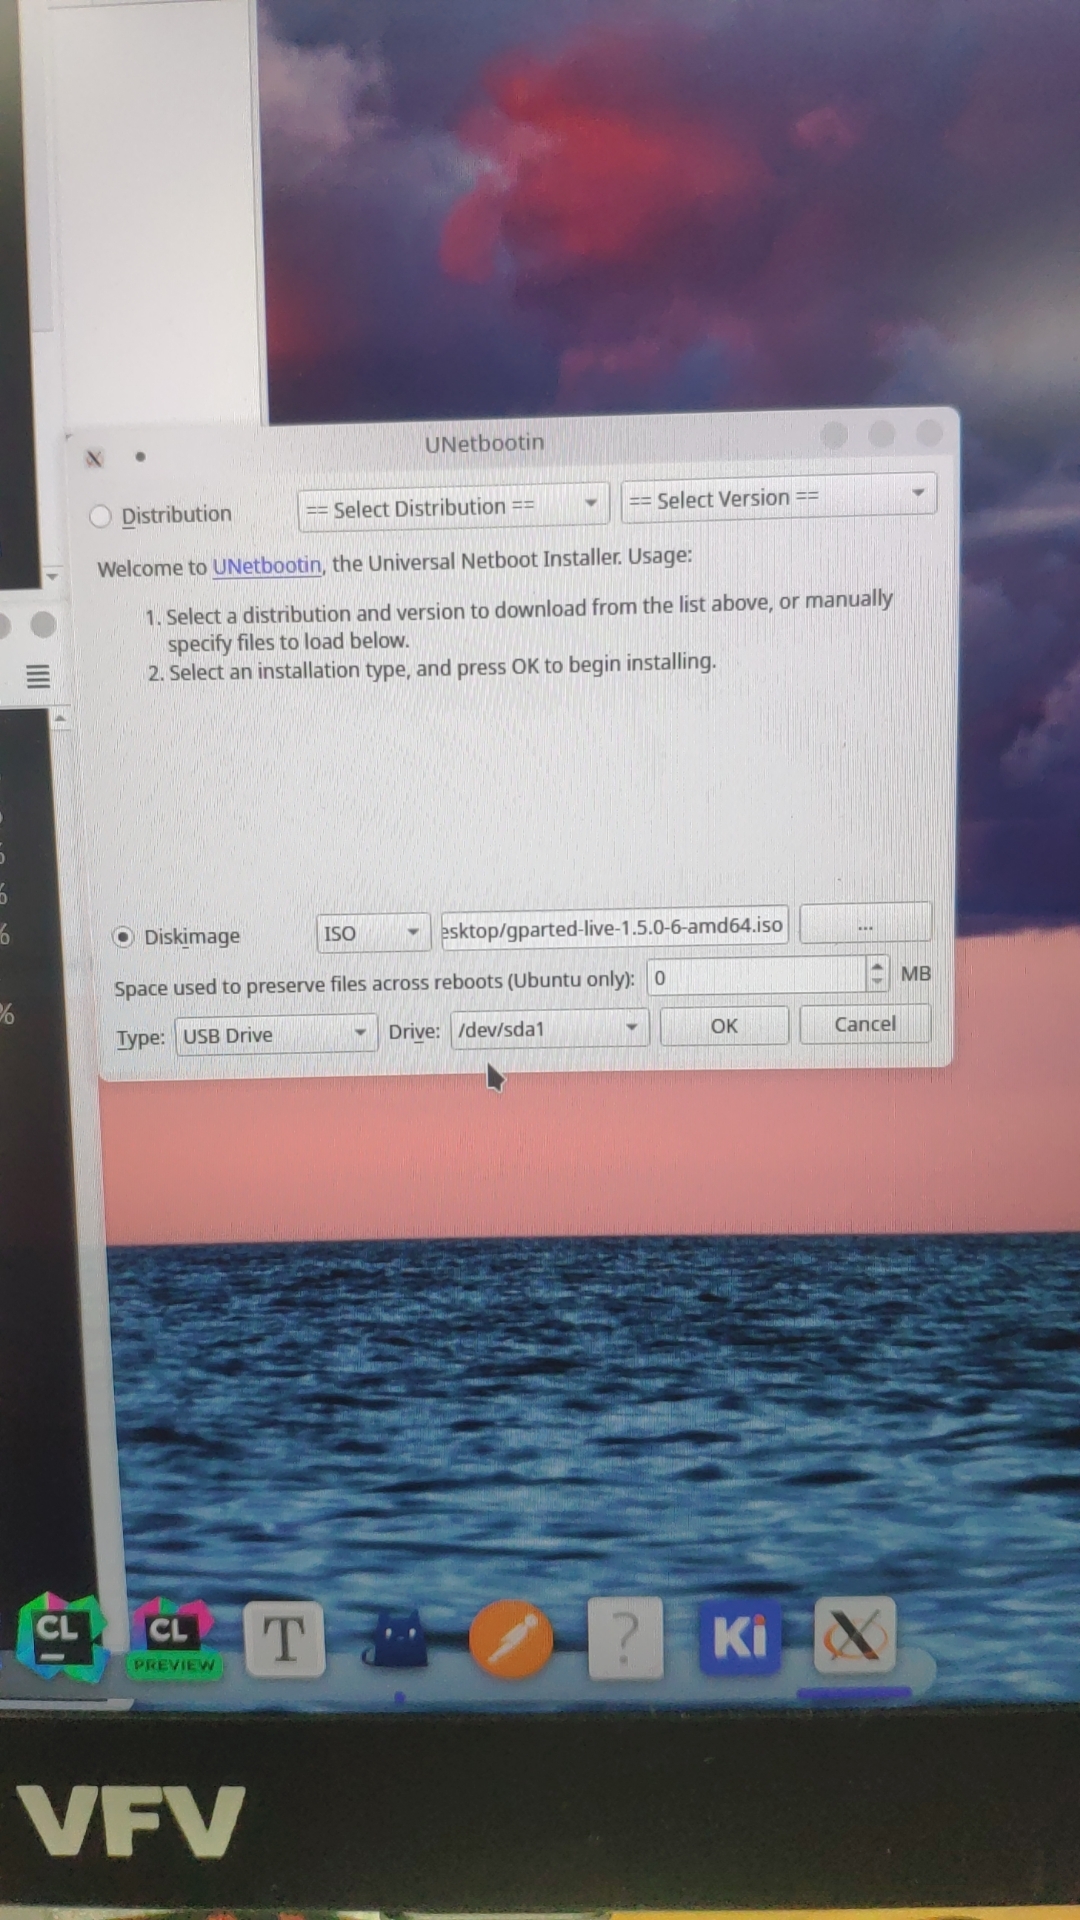 UNetbootin
Distribution
== Select Distribution ==
== Select Version ==
Welcome to UNetbootin, the Universal Netboot Installer. Usage:
1. Select a distribution and version to download from the list above, or manually
specify files to load below.
2. Select an installation type, and press OK to begin installing.
Diskimage
ISO
esktop/gparted-live-1.5.0-6-amd64.iso
...
Space used to preserve files across reboots (Ubuntu only):
0
MB
Type:
USB Drive
Drive:
/dev/sda1
OK
Cancel
%
%
%
%
CL
CL
PREVIEW
T
?
Ki
X
VFV